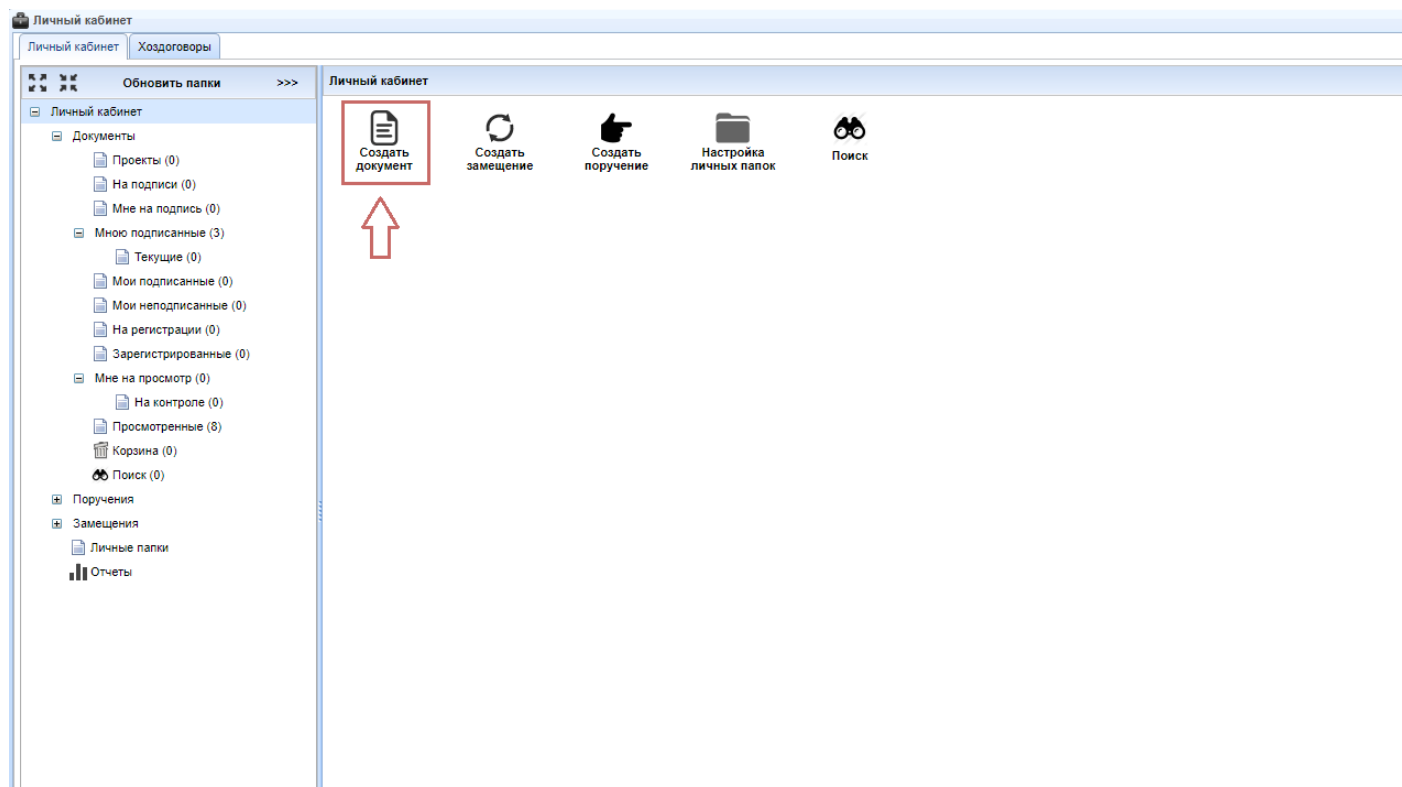 Личный кабинет
Личный кабинет
Хоздоговоры
Обновить папки
>>>
Личный кабинет
Документы
Проекты (0)
На подписи (0)
Мне на подпись (0)
Мною подписанные (3)
Текущие (0)
Мои подписанные (0)
Мои неподписанные (0)
На регистрации (0)
Зарегистрированные (0)
Мне на просмотр (0)
На контроле (0)
Просмотренные (8)
Корзина (0)
Поиск (0)
Поручения
Замещения
Личные папки
Отчеты
Личный кабинет
Создать
документ
Создать
замещение
Создать
поручение
Настройка
личных папок
Поиск